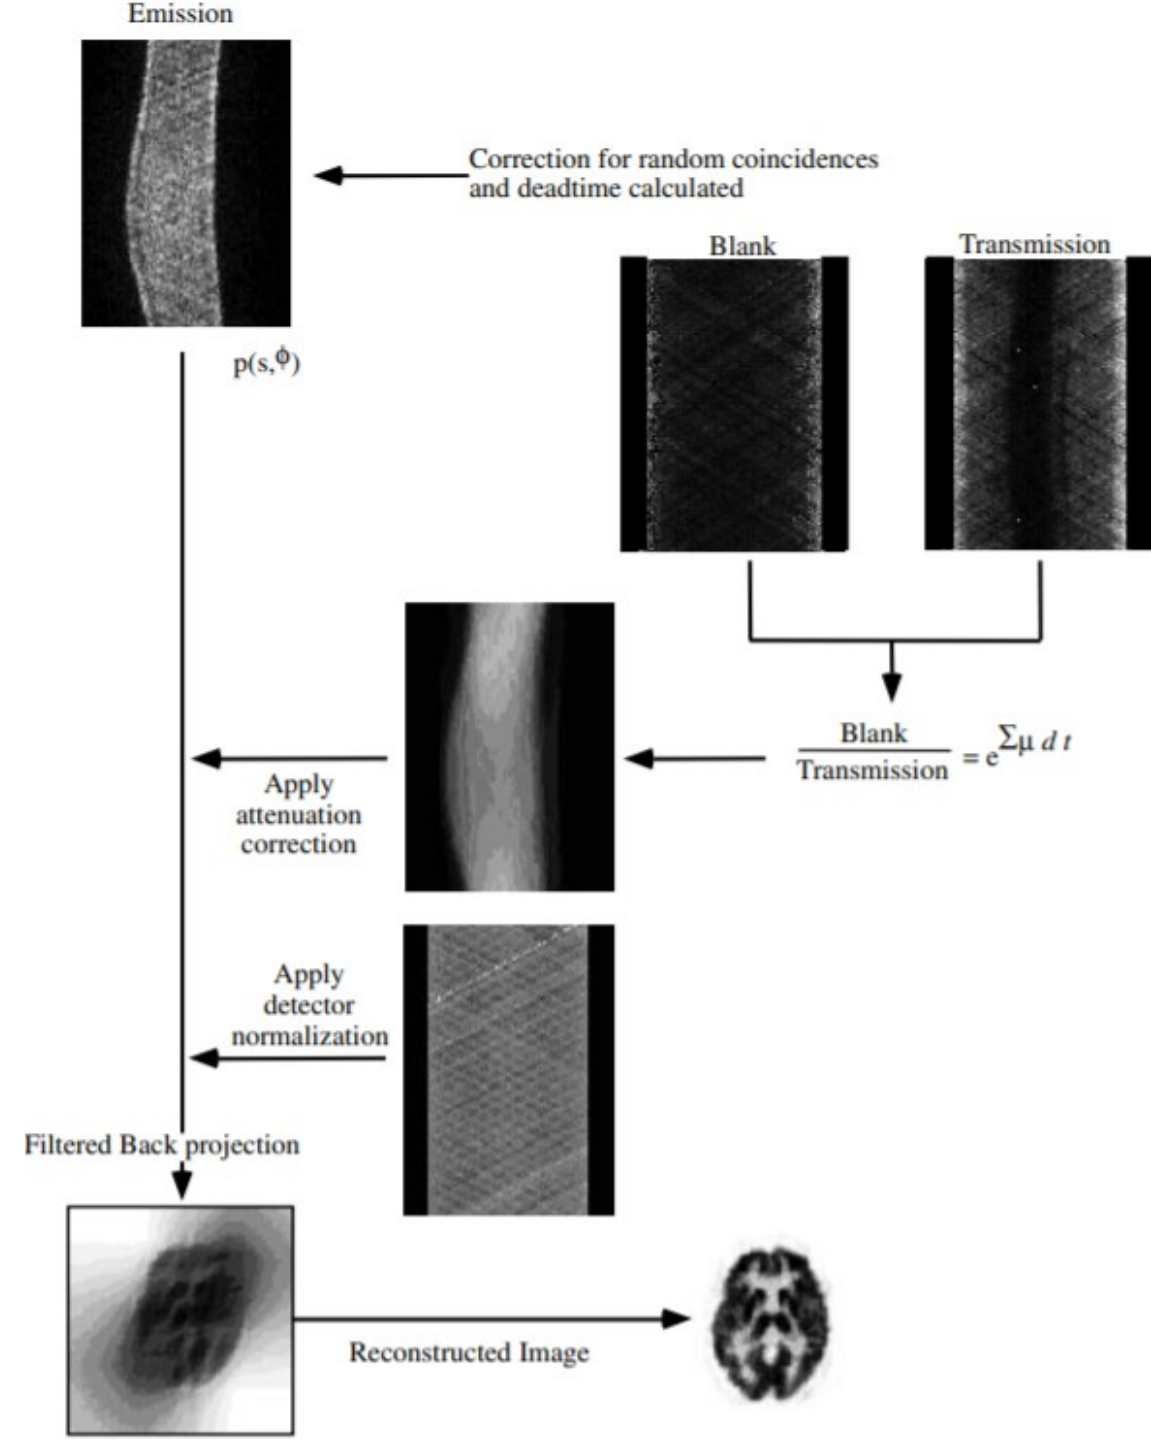 Emission
Correction for random coincidences
and deadtime calculated
Blank
Transmission
p(s,ϕ)
Blank
Transmission
= e^Σμ d t
Apply
attenuation
correction
Apply
detector
normalization
Filtered Back projection
Reconstructed Image